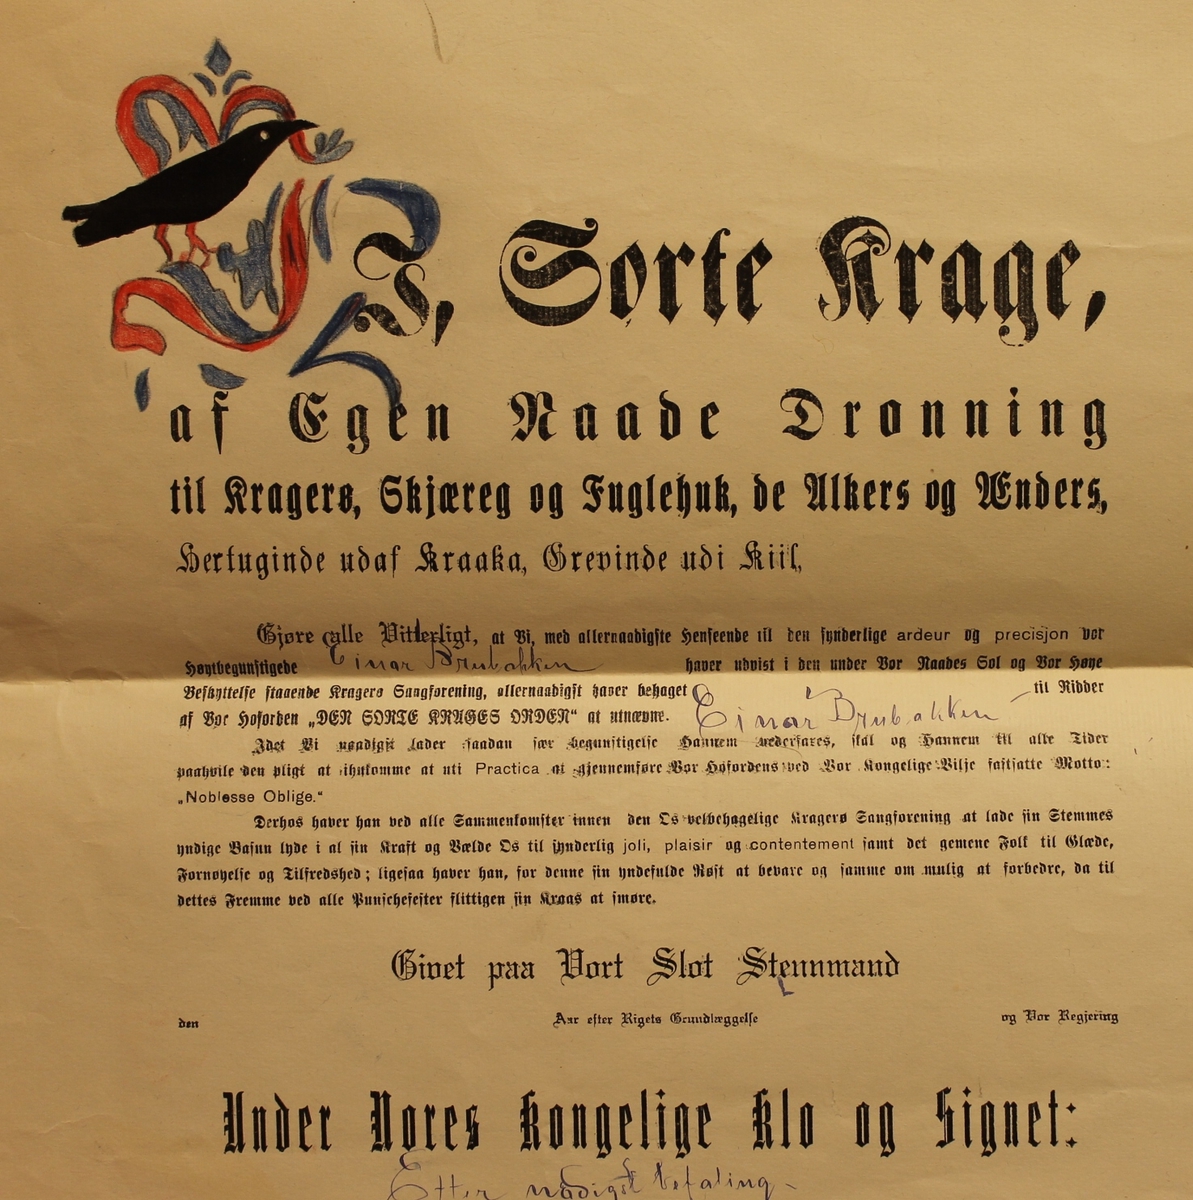 J, Sorte Krage,
af Egen Naade Dronning
til Kragerø, Skjæreg og Fuglehuk, de Alkers og Ænders,
Hertuginde udaf Kraaka, Grevinde udi Kiil,
Gjøre alle Vitterligt, at Vi, med allernaadigste Henseende til den synderlige ardeur og precisjon vor
Høytbegunstigede Einar Brubakken haver udvist i den under Vor Naades Sol og Vor Høye
Beskyttelse staaende Kragerø Sangforening, allernaadigst haver behaget til Ridder
af Vor Hoforden „DEN SORTE KRAGES ORDEN“ at utnævne. Einar Brubakken
Idet Vi naadigst lader saadan sær begunstigelse Hannem vederfares, skal og Hannem til alle Tider
paahvile den pligt at ihukomme at uti Practica at gjennemføre Vor Hofordens ved Vor Kongelige Vilje fastsatte Motto:
„Noblesse Oblige.“
Derhos haver han ved alle Sammenkomster innen den Os velbehagelige Kragerø Sangforening at lade sin Stemmes
yndige Basun lyde i al sin Kraft og Vælde Os til synderlig joli, plaisir og contentement samt det gemene Folk til Glæde,
Fornøyelse og Tilfredshed; ligesaa haver han, for denne sin yndefulde Røst at bevare og samme om mulig at forbedre, da til
dettes Fremme ved alle Punschefester flittigen sin Kraas at smøre.
Givet paa Vort Slot Stennmand
den Aar efter Rigets Grundlæggelse og Vor Regjering
Under Vores kongelige Klo og Signet:
Etter nådigst befaling-